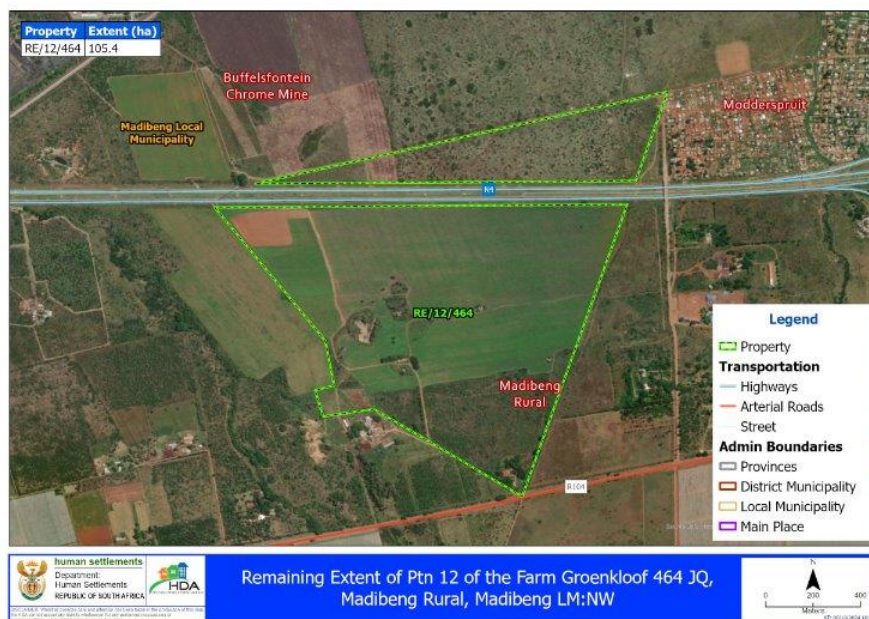 Property Extent (ha)
RE/12/464 105.4
Buffelsfontein
Chrome Mine
Modderspruit
Madibeng Local
Municipality
N4
RE/12/464
Madibeng
Rural
R104
Legend
Property
Transportation
Highways
Arterial Roads
Street
Admin Boundaries
Provinces
District Municipality
Local Municipality
Main Place
human settlements
Department:
Human Settlements
REPUBLIC OF SOUTH AFRICA
HDA
Remaining Extent of Ptn 12 of the Farm Groenkloof 464 JQ,
Madibeng Rural, Madibeng LM:NW
N
0 200 400
Meters